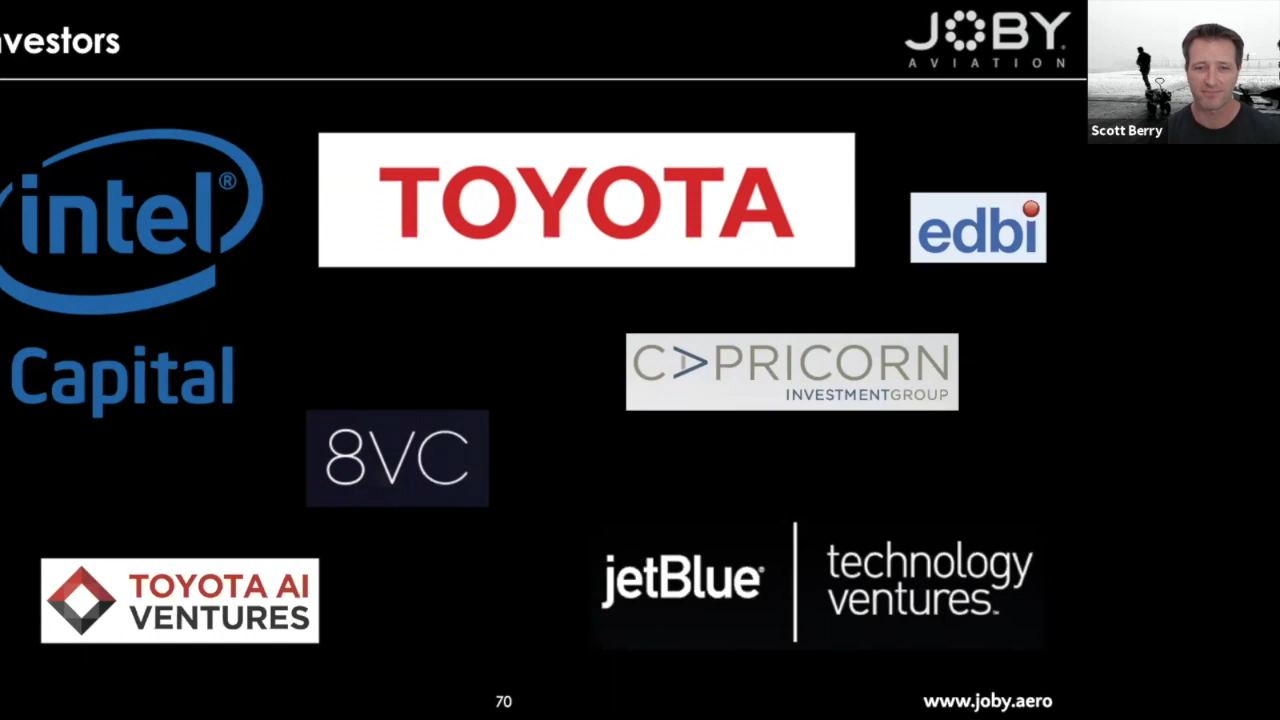 nvestors
JOBY
AVIATION
Scott Berry
intel®
Capital
TOYOTA
edbi
CAPRICORN
INVESTMENTGROUP
8VC
TOYOTA AI
VENTURES
jetBlue®
technology
ventures.™
70
www.joby.aero